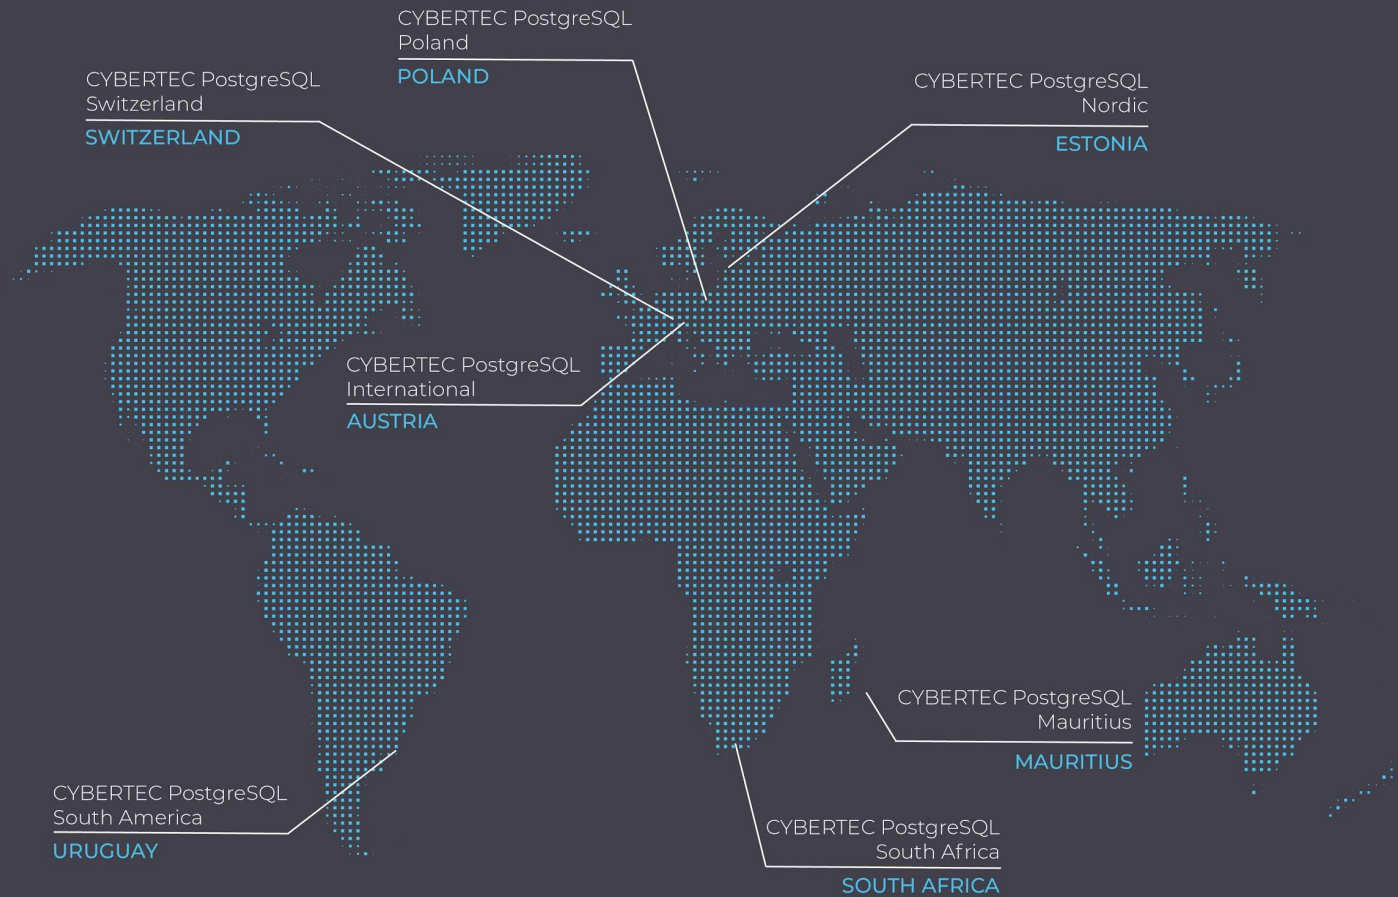 CYBERTEC PostgreSQL
Poland
POLAND
CYBERTEC PostgreSQL
Switzerland
SWITZERLAND
CYBERTEC PostgreSQL
Nordic
ESTONIA
CYBERTEC PostgreSQL
International
AUSTRIA
CYBERTEC PostgreSQL
Mauritius
MAURITIUS
CYBERTEC PostgreSQL
South America
URUGUAY
CYBERTEC PostgreSQL
South Africa
SOUTH AFRICA